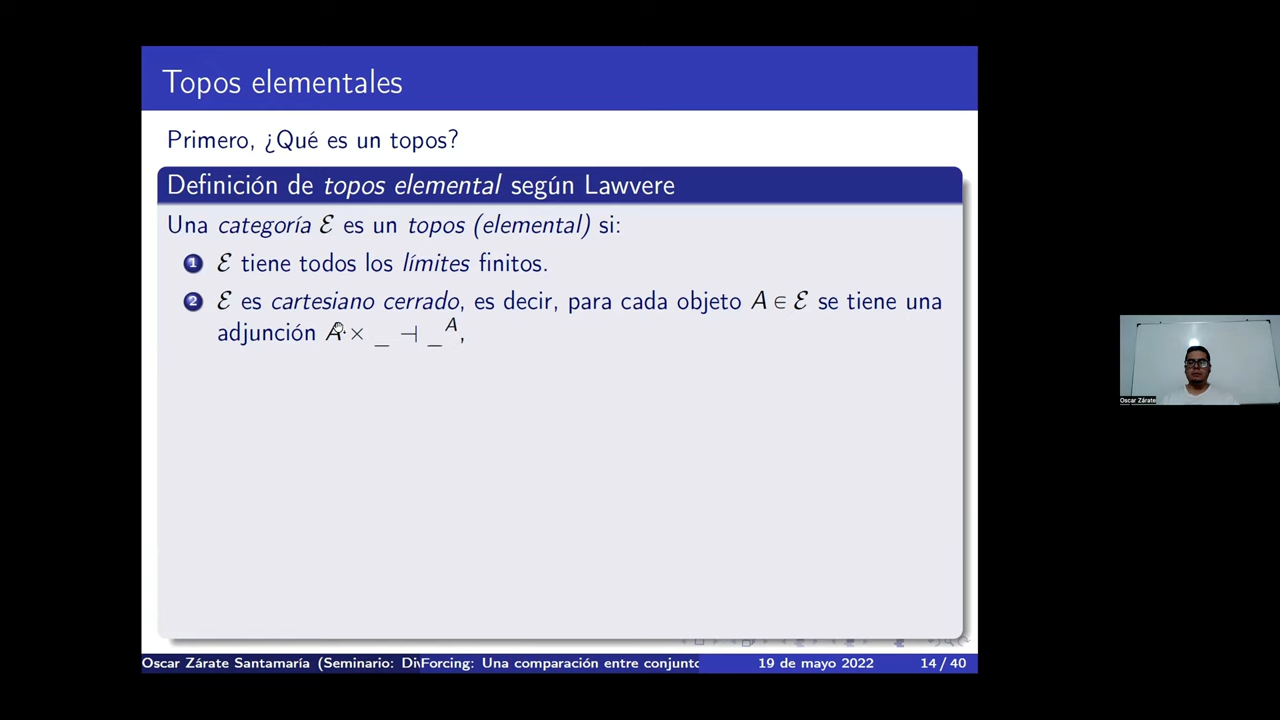 Topos elementales
Primero, ¿Qué es un topos?
Definición de topos elemental según Lawvere
Una categoría ℰ es un topos (elemental) si:
1 ℰ tiene todos los límites finitos.
2 ℰ es cartesiano cerrado, es decir, para cada objeto A ∈ ℰ se tiene una
adjunción A × _ ⊣ _^A,
Oscar Zárate
Oscar Zárate Santamaría (Seminario: Di Forcing: Una comparación entre conjunto 19 de mayo 2022 14 / 40